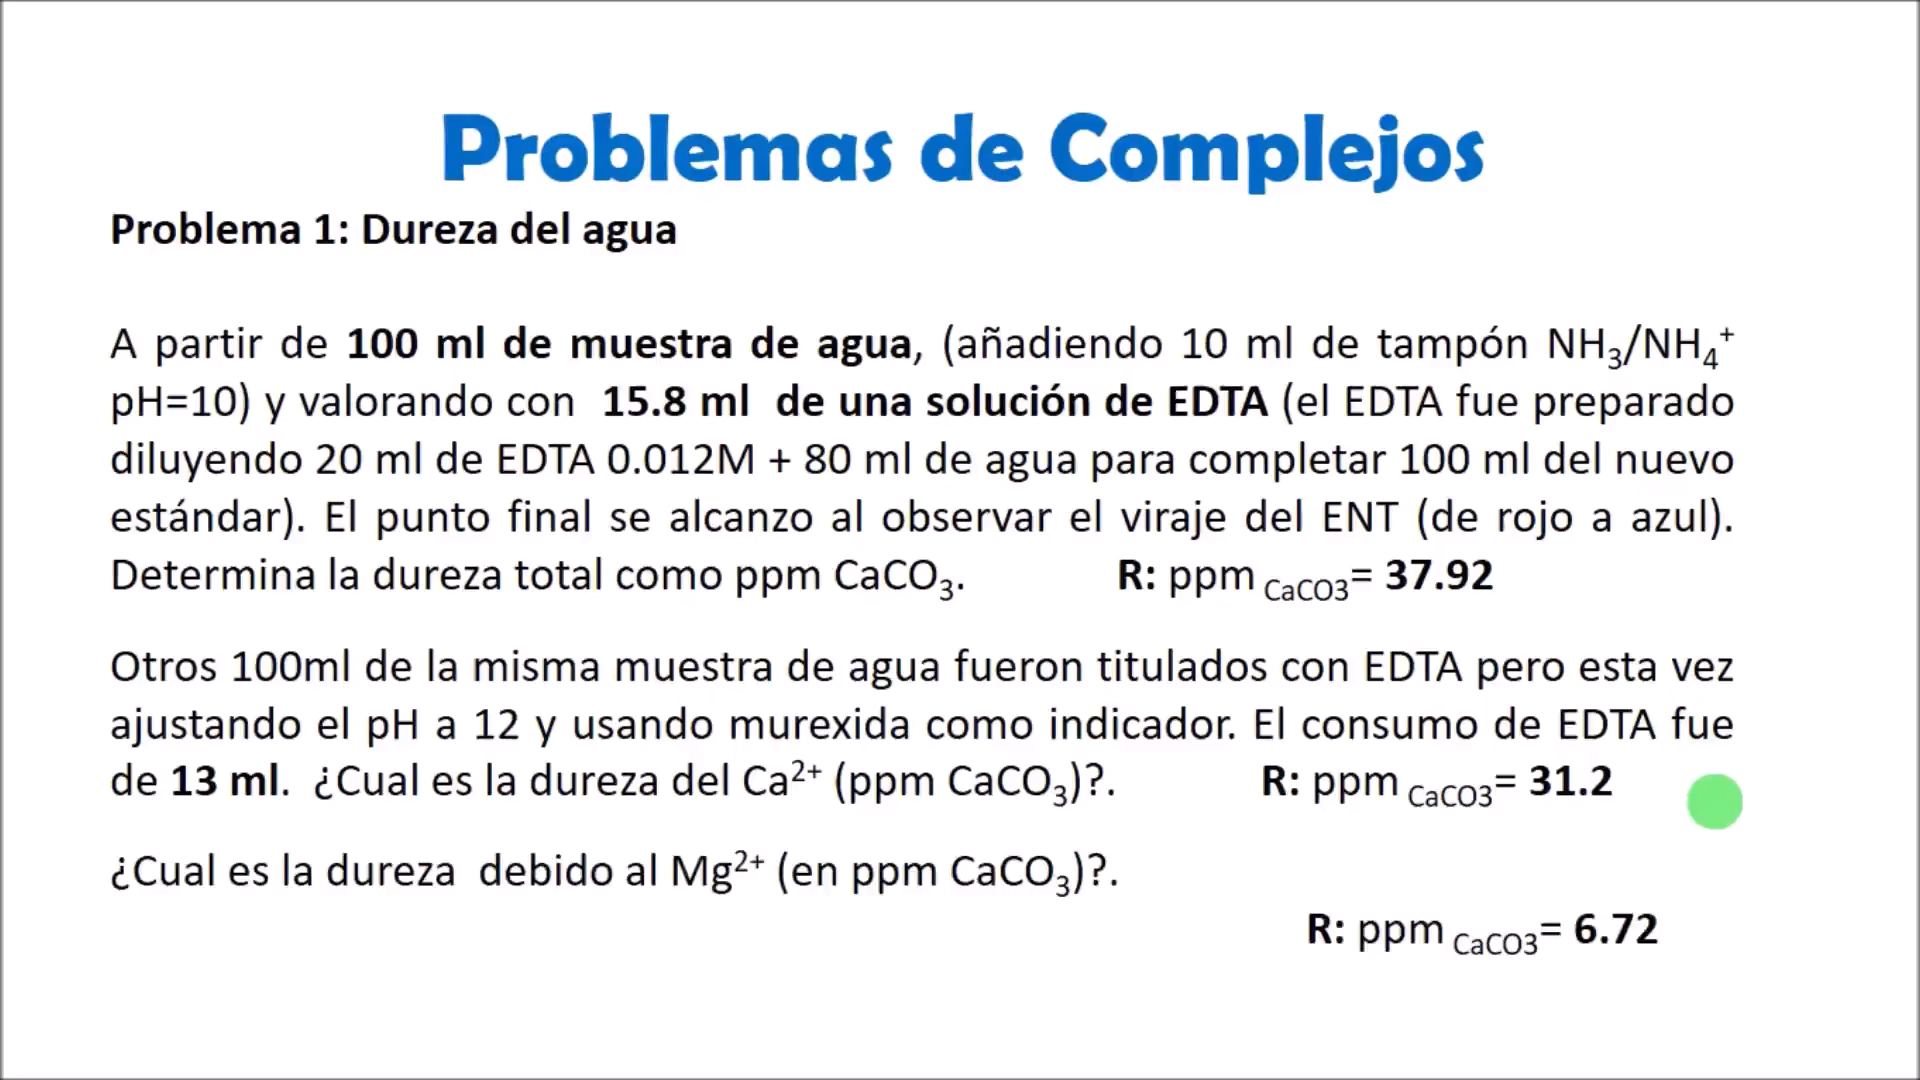 Problemas de Complejos
Problema 1: Dureza del agua
A partir de 100 ml de muestra de agua, (añadiendo 10 ml de tampón NH₃/NH₄⁺
pH=10) y valorando con 15.8 ml de una solución de EDTA (el EDTA fue preparado
diluyendo 20 ml de EDTA 0.012M + 80 ml de agua para completar 100 ml del nuevo
estándar). El punto final se alcanzo al observar el viraje del ENT (de rojo a azul).
Determina la dureza total como ppm CaCO₃. R: ppm CaCO3= 37.92
Otros 100ml de la misma muestra de agua fueron titulados con EDTA pero esta vez
ajustando el pH a 12 y usando murexida como indicador. El consumo de EDTA fue
de 13 ml. ¿Cual es la dureza del Ca²⁺ (ppm CaCO₃)?. R: ppm CaCO3= 31.2
¿Cual es la dureza debido al Mg²⁺ (en ppm CaCO₃)?.
R: ppm CaCO3= 6.72